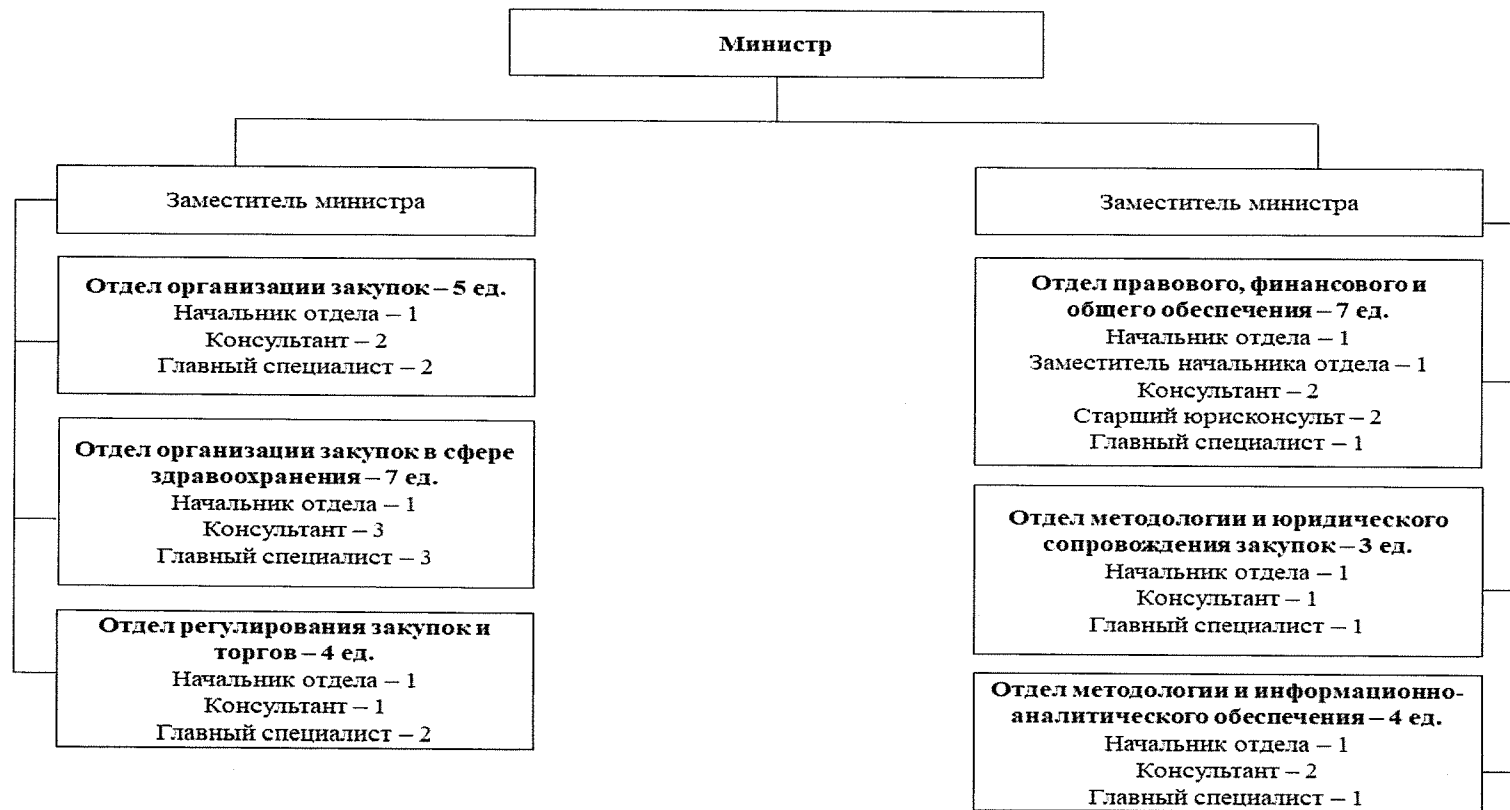 Министр
Заместитель министра
Отдел организации закупок – 5 ед.
Начальник отдела – 1
Консультант – 2
Главный специалист – 2
Отдел организации закупок в сфере
здравоохранения – 7 ед.
Начальник отдела – 1
Консультант – 3
Главный специалист – 3
Отдел регулирования закупок и
торгов – 4 ед.
Начальник отдела – 1
Консультант – 1
Главный специалист – 2
Заместитель министра
Отдел правового, финансового и
общего обеспечения – 7 ед.
Начальник отдела – 1
Заместитель начальника отдела – 1
Консультант – 2
Старший юрисконсульт – 2
Главный специалист – 1
Отдел методологии и юридического
сопровождения закупок – 3 ед.
Начальник отдела – 1
Консультант – 1
Главный специалист – 1
Отдел методологии и информационно-
аналитического обеспечения – 4 ед.
Начальник отдела – 1
Консультант – 2
Главный специалист – 1